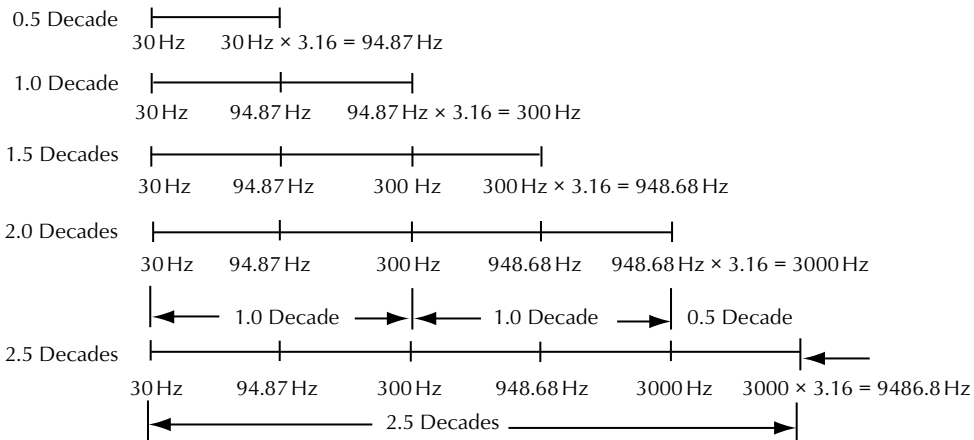 0.5 Decade
30 Hz 30 Hz × 3.16 = 94.87 Hz
1.0 Decade
30 Hz 94.87 Hz 94.87 Hz × 3.16 = 300 Hz
1.5 Decades
30 Hz 94.87 Hz 300 Hz 300 Hz × 3.16 = 948.68 Hz
2.0 Decades
30 Hz 94.87 Hz 300 Hz 948.68 Hz 948.68 Hz × 3.16 = 3000 Hz
1.0 Decade 1.0 Decade 0.5 Decade
2.5 Decades
30 Hz 94.87 Hz 300 Hz 948.68 Hz 3000 Hz 3000 × 3.16 = 9486.8 Hz
2.5 Decades